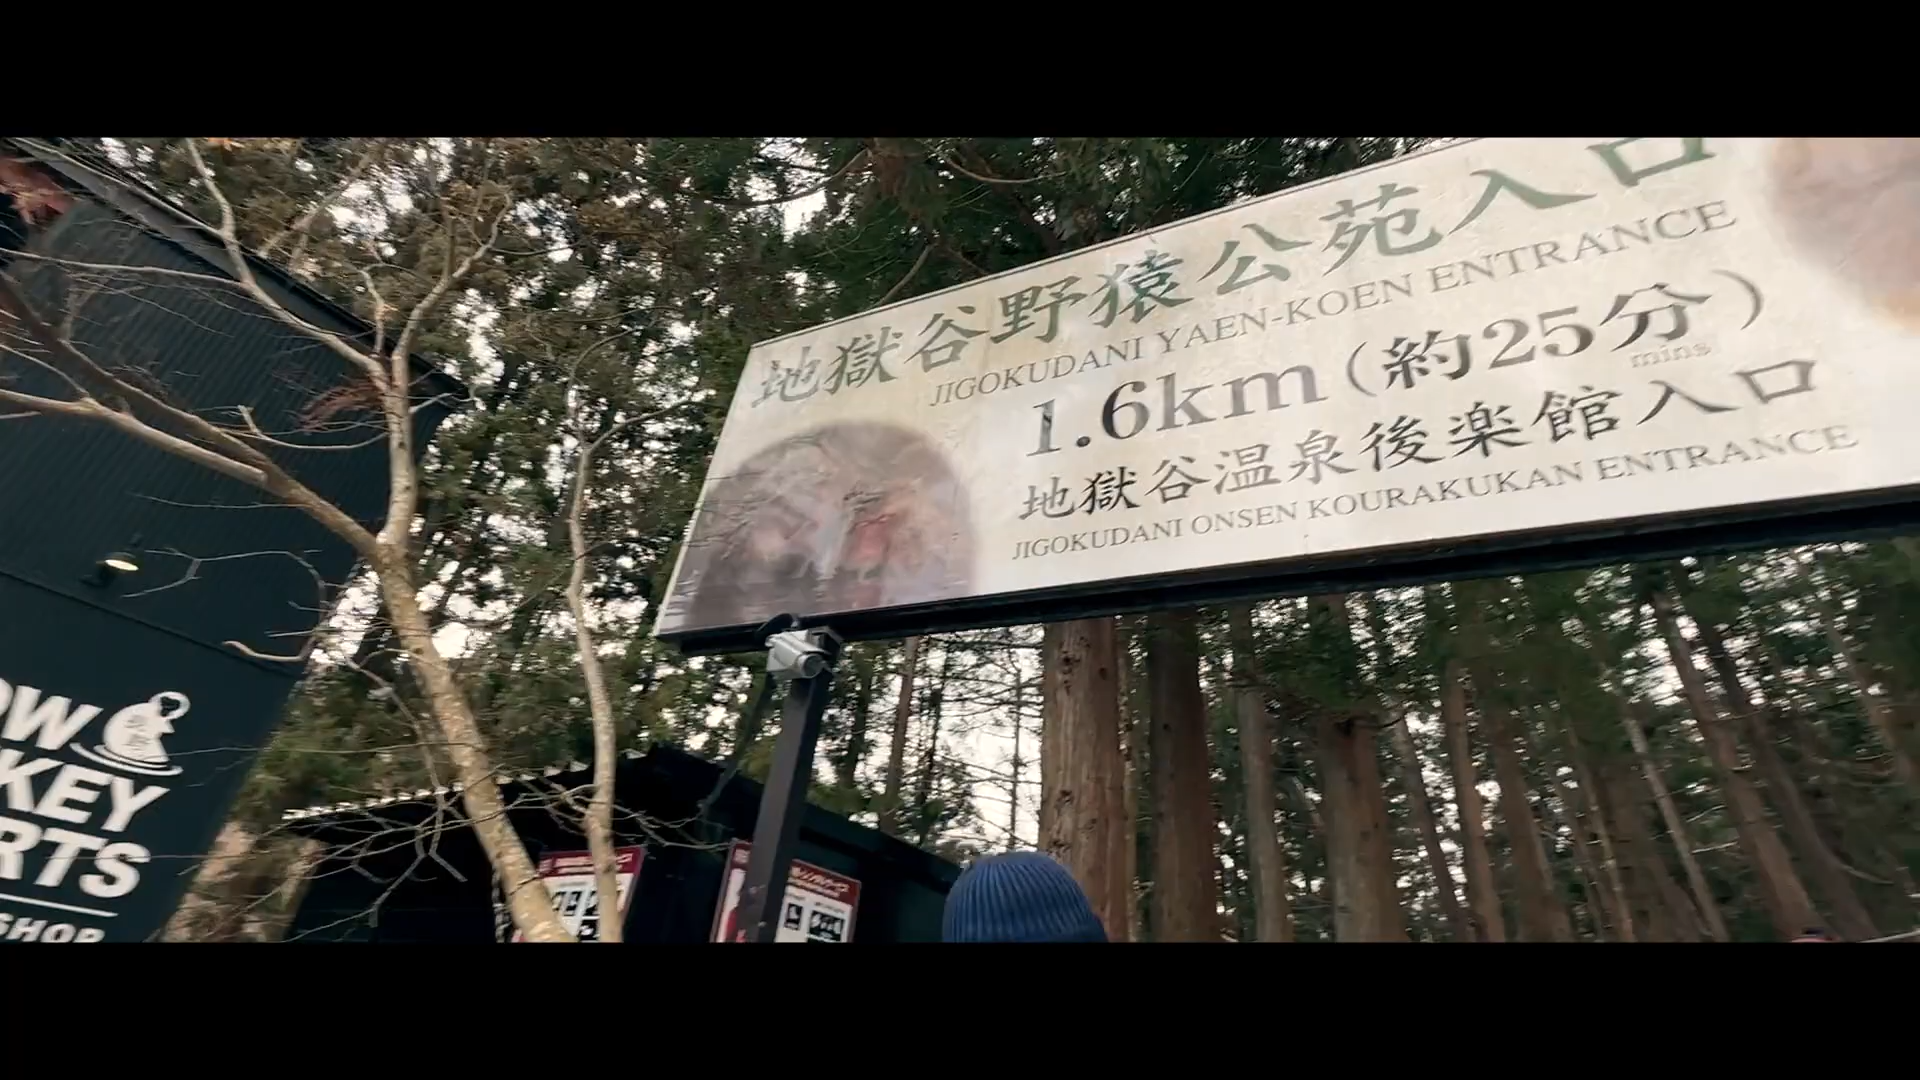 地獄谷野猿公苑入口
JIGOKUDANI YAEN-KOEN ENTRANCE
1.6km(約25分)
mins
地獄谷温泉後楽館入口
JIGOKUDANI ONSEN KOURAKUKAN ENTRANCE
OW
KEY
RTS
SHOP